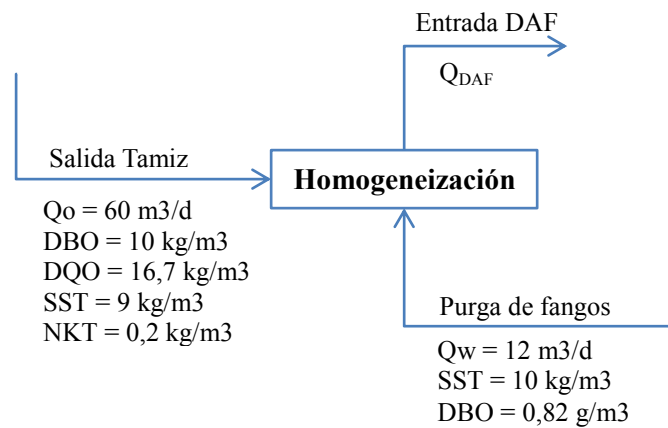 Entrada DAF
QDAF
Salida Tamiz
Homogeneización
Qo = 60 m3/d
DBO = 10 kg/m3
DQO = 16,7 kg/m3
SST = 9 kg/m3
NKT = 0,2 kg/m3
Purga de fangos
Qw = 12 m3/d
SST = 10 kg/m3
DBO = 0,82 g/m3